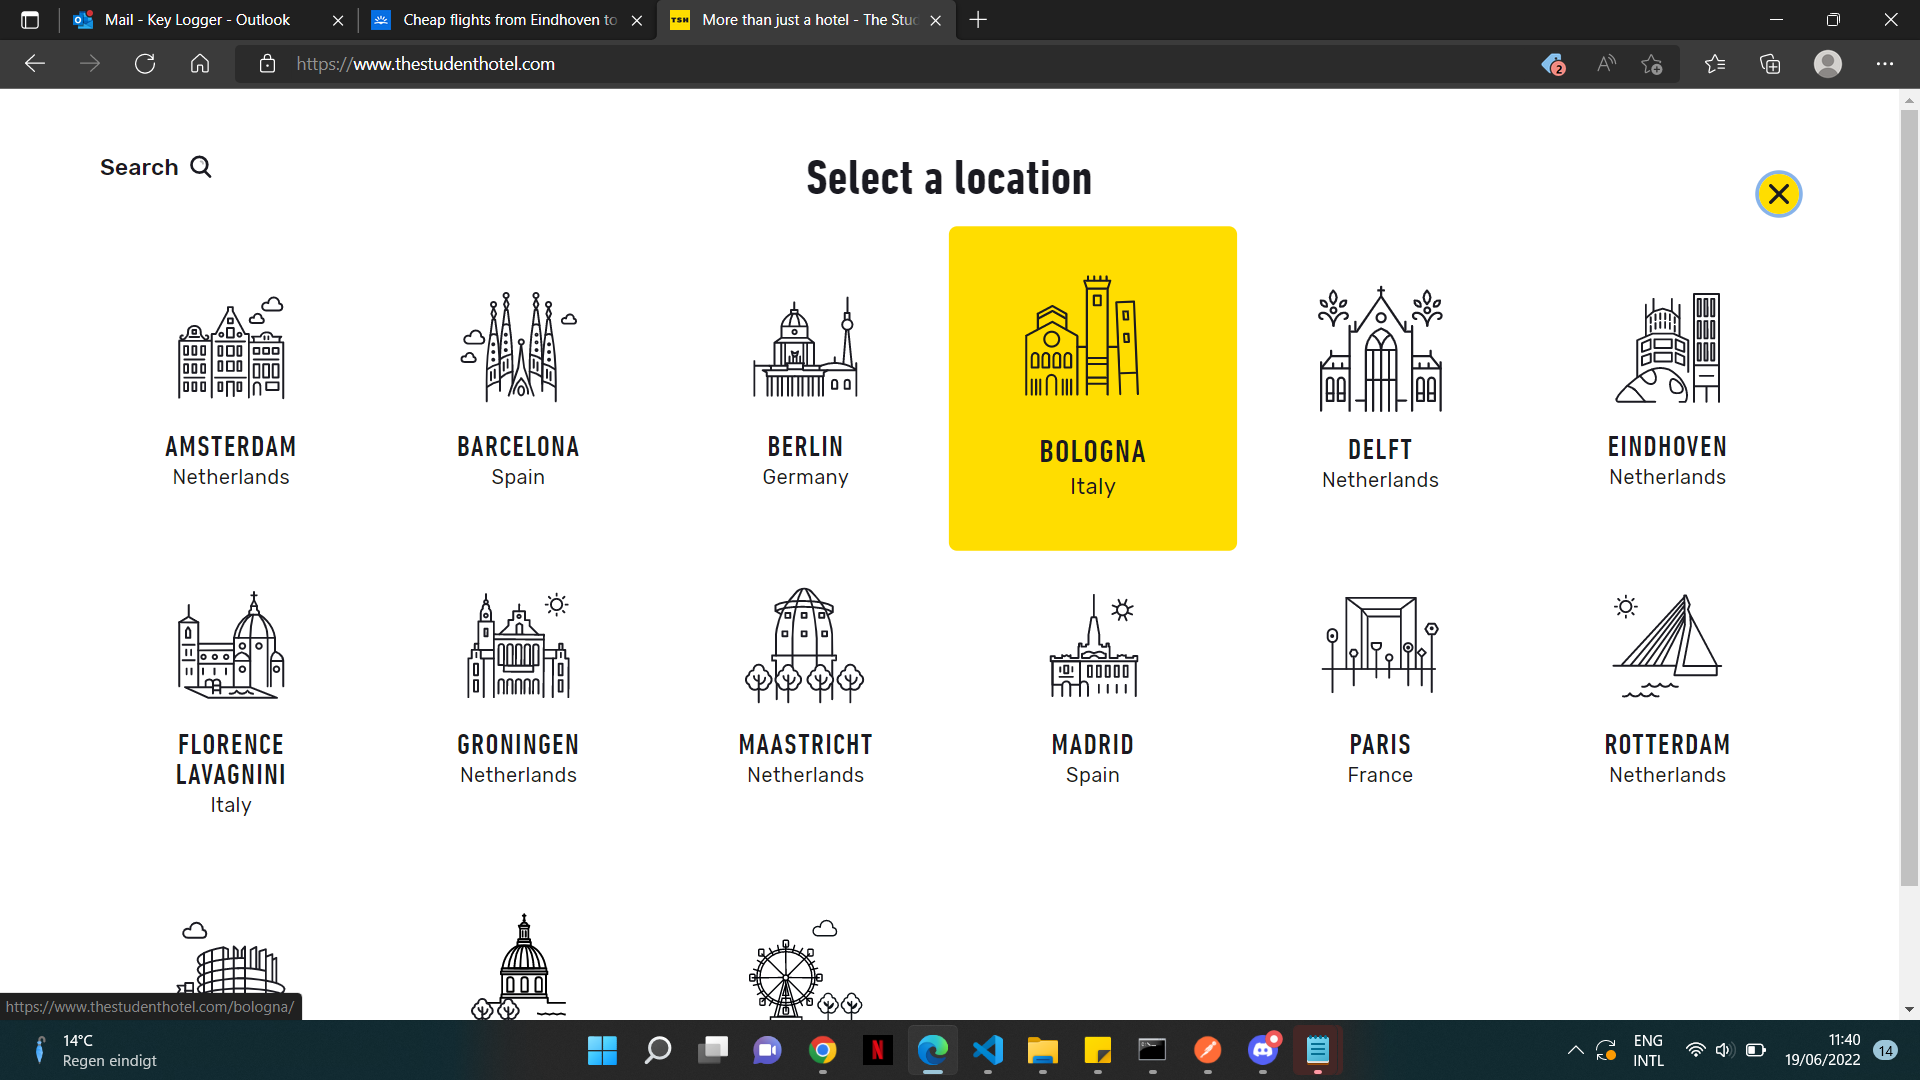 Mail - Key Logger - Outlook
Cheap flights from Eindhoven to
TSH
More than just a hotel - The Stud
https://www.thestudenthotel.com
2
Search
Select a location
AMSTERDAM
Netherlands
BARCELONA
Spain
BERLIN
Germany
BOLOGNA
Italy
DELFT
Netherlands
EINDHOVEN
Netherlands
FLORENCE
LAVAGNINI
Italy
GRONINGEN
Netherlands
MAASTRICHT
Netherlands
MADRID
Spain
PARIS
France
ROTTERDAM
Netherlands
https://www.thestudenthotel.com/bologna/
14°C
Regen eindigt
N
ENG
INTL
11:40
19/06/2022
14